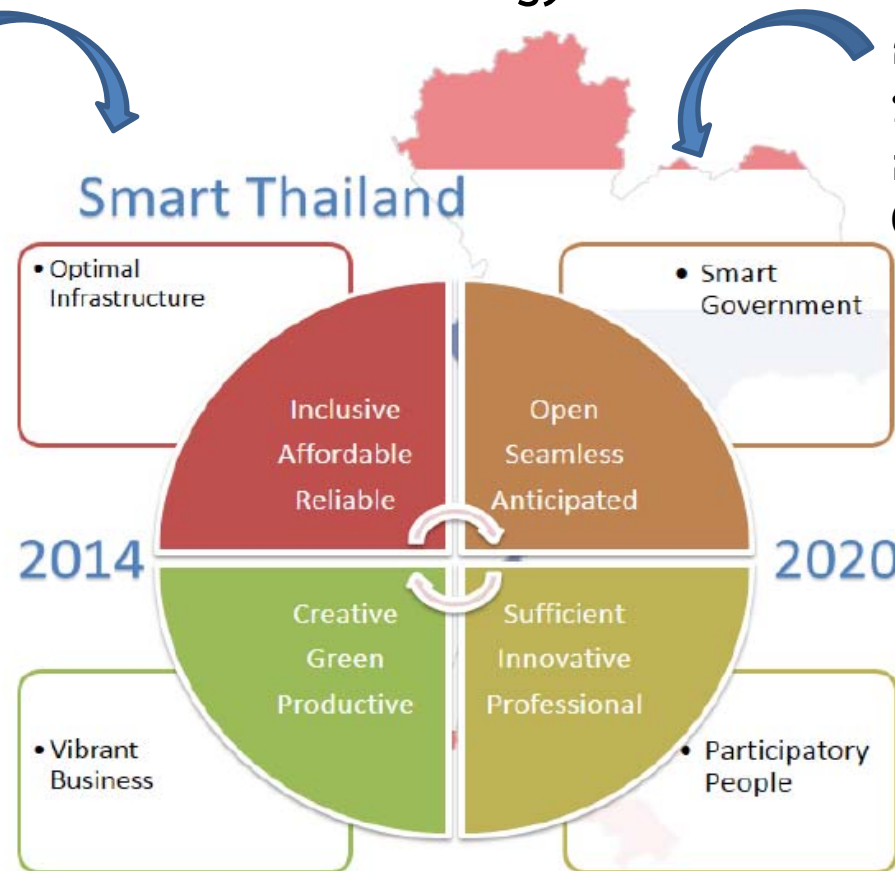 Smart Thailand
• Optimal
Infrastructure
• Smart
Government
Inclusive
Affordable
Reliable
Open
Seamless
Anticipated
2014
2020
Creative
Green
Productive
Sufficient
Innovative
Professional
• Vibrant
Business
• Participatory
People